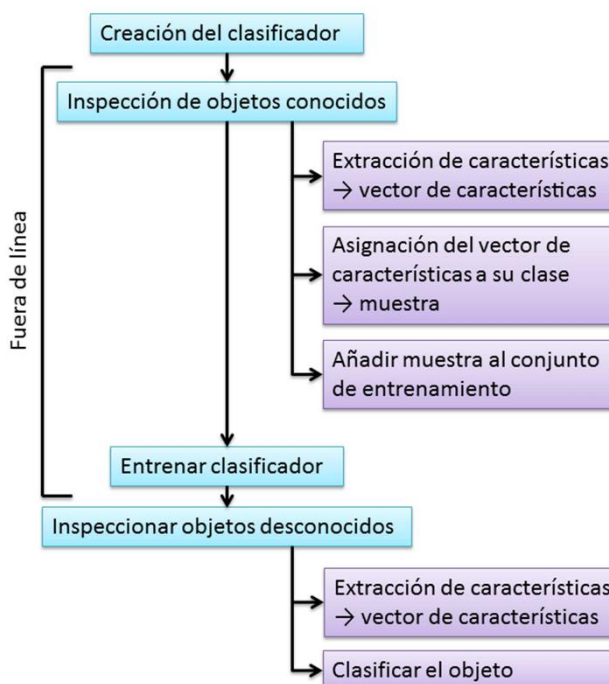 Creación del clasificador
Inspección de objetos conocidos
Extracción de características
→ vector de características
Asignación del vector de
características a su clase
→ muestra
Añadir muestra al conjunto
de entrenamiento
Fuera de línea
Entrenar clasificador
Inspeccionar objetos desconocidos
Extracción de características
→ vector de características
Clasificar el objeto